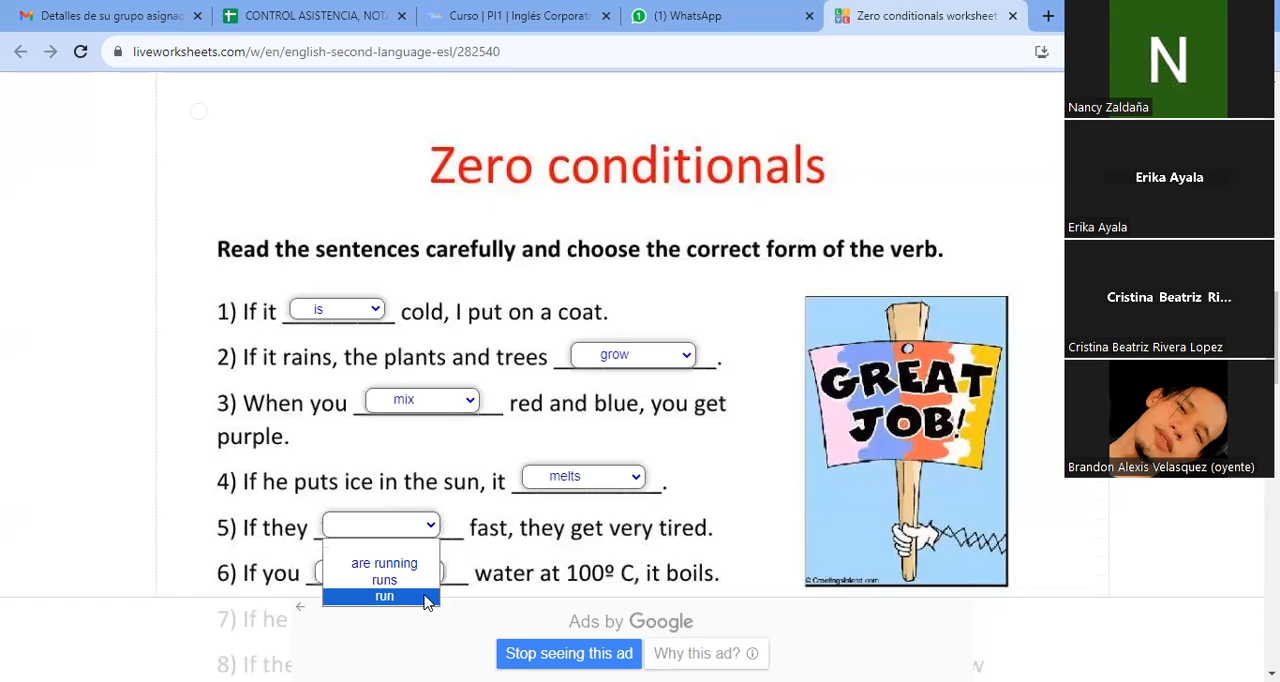 Detalles de su grupo asignad
CONTROL ASISTENCIA, NOTA
Curso | PI1 | Inglés Corporati
(1) WhatsApp
Zero conditionals worksheet
liveworksheets.com/w/en/english-second-language-esl/282540
Zero conditionals
Read the sentences carefully and choose the correct form of the verb.
1) If it is cold, I put on a coat.
2) If it rains, the plants and trees grow .
3) When you mix red and blue, you get
purple.
4) If he puts ice in the sun, it melts .
5) If they fast, they get very tired.
are running
runs
run
6) If you water at 100º C, it boils.
7) If he
8) If the
w
GREAT
JOB!
© GreetingsIsland.com
Ads by Google
Stop seeing this ad
Why this ad?
N
Nancy Zaldaña
Erika Ayala
Erika Ayala
Cristina Beatriz Ri...
Cristina Beatriz Rivera Lopez
Brandon Alexis Velasquez (oyente)